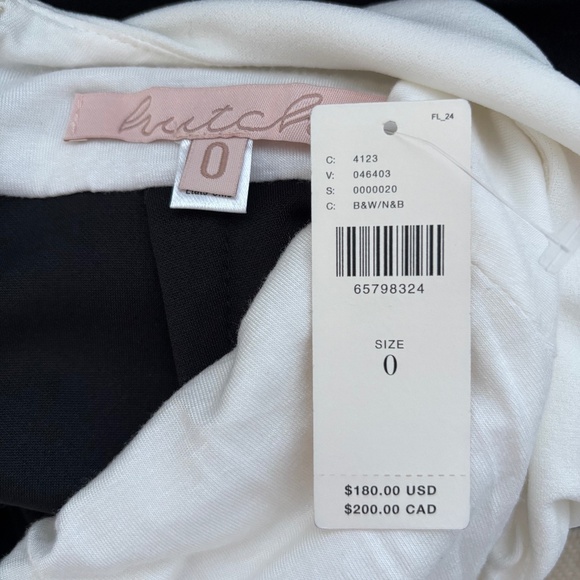 hutch
0
FL_24
C: 4123
V: 046403
S: 0000020
C: B&W/N&B
65798324
SIZE
0
$180.00 USD
$200.00 CAD